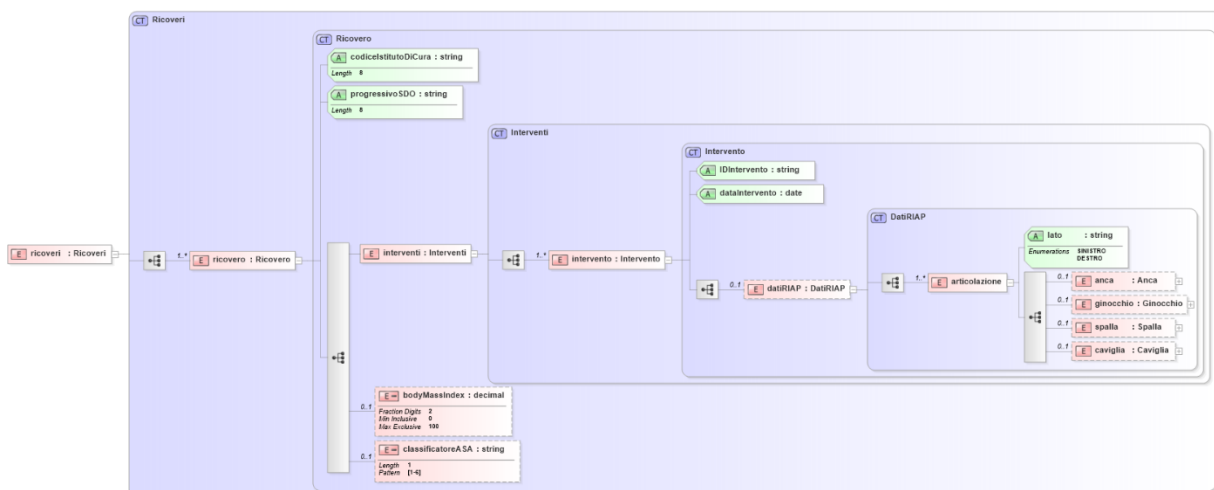 CT Ricoveri
CT Ricovero
A codiceIstitutoDiCura : string
Length 8
A progressivoSDO : string
Length 8
CT Interventi
CT Intervento
A IDIntervento : string
A dataIntervento : date
CT DatiRIAP
A lato : string
Enumerations SINISTRO
DESTRO
E ricoveri : Ricoveri
1..* E ricovero : Ricovero
E interventi : Interventi
1..* E intervento : Intervento
0..1 E datiRIAP : DatiRIAP
1..* E articolazione
0..1 E anca : Anca
0..1 E ginocchio : Ginocchio
0..1 E spalla : Spalla
0..1 E caviglia : Caviglia
0..1 E bodyMassIndex : decimal
Fraction Digits 2
Min Inclusive 0
Max Exclusive 100
0..1 E classificatoreASA : string
Length 1
Pattern [1-6]